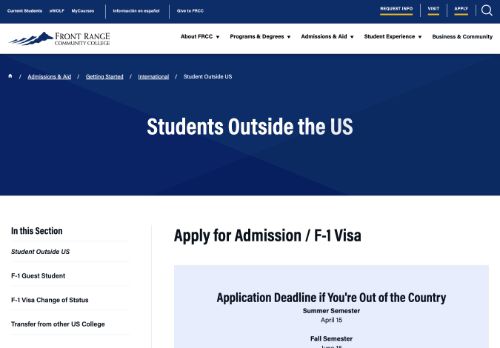 Current Students eWOLF MyCourses Información en español Give to FRCC REQUEST INFO VISIT APPLY
FRONT RANGE
COMMUNITY COLLEGE
About FRCC Programs & Degrees Admissions & Aid Student Experience Business & Community
/ Admissions & Aid / Getting Started / International / Student Outside US
Students Outside the US
In this Section
Student Outside US
F-1 Guest Student
F-1 Visa Change of Status
Transfer from other US College
Apply for Admission / F-1 Visa
Application Deadline if You're Out of the Country
Summer Semester
April 15
Fall Semester
June 15